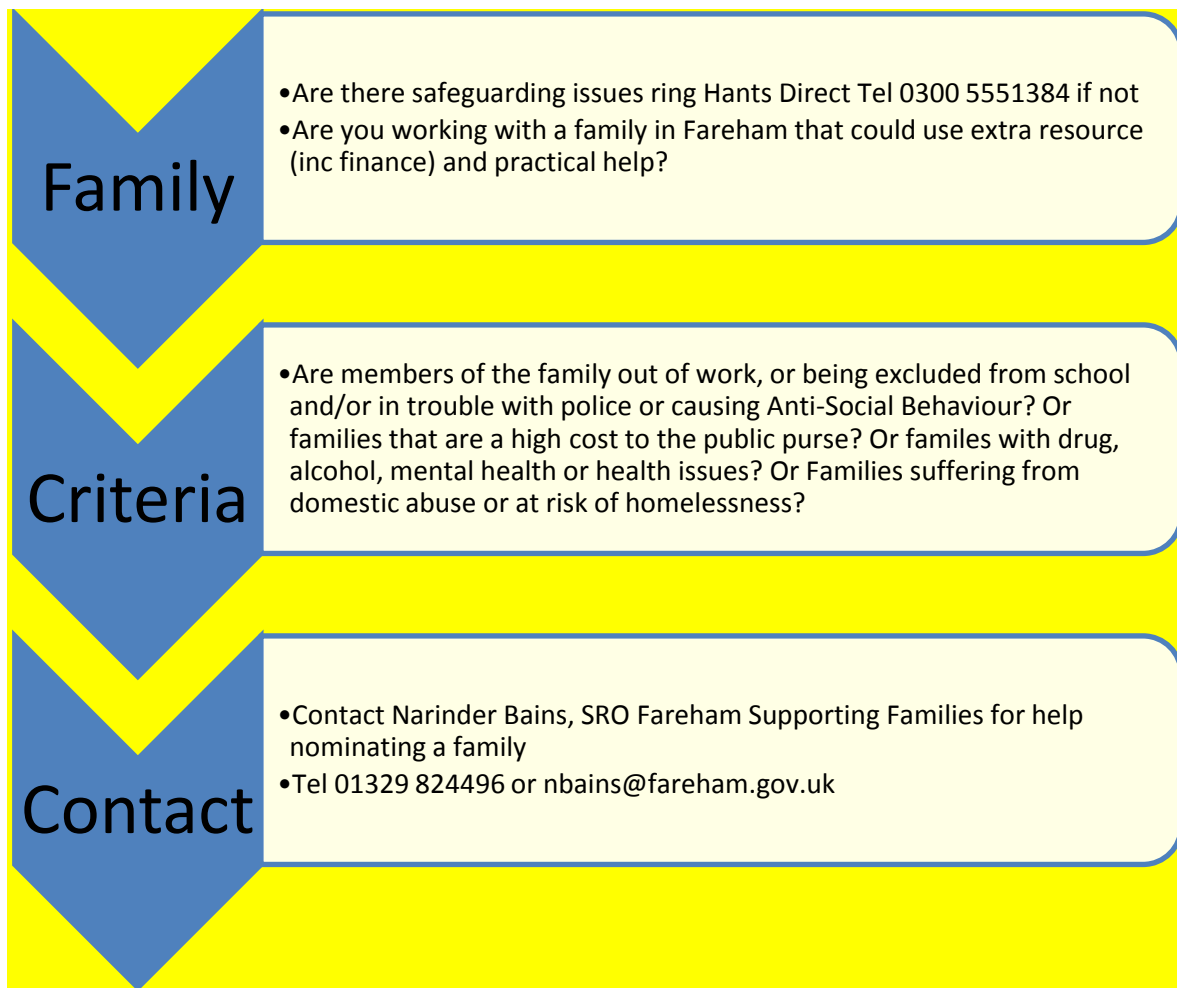 Family
•Are there safeguarding issues ring Hants Direct Tel 0300 5551384 if not
•Are you working with a family in Fareham that could use extra resource
(inc finance) and practical help?
Criteria
•Are members of the family out of work, or being excluded from school
and/or in trouble with police or causing Anti-Social Behaviour? Or
families that are a high cost to the public purse? Or familes with drug,
alcohol, mental health or health issues? Or Families suffering from
domestic abuse or at risk of homelessness?
Contact
•Contact Narinder Bains, SRO Fareham Supporting Families for help
nominating a family
•Tel 01329 824496 or nbains@fareham.gov.uk